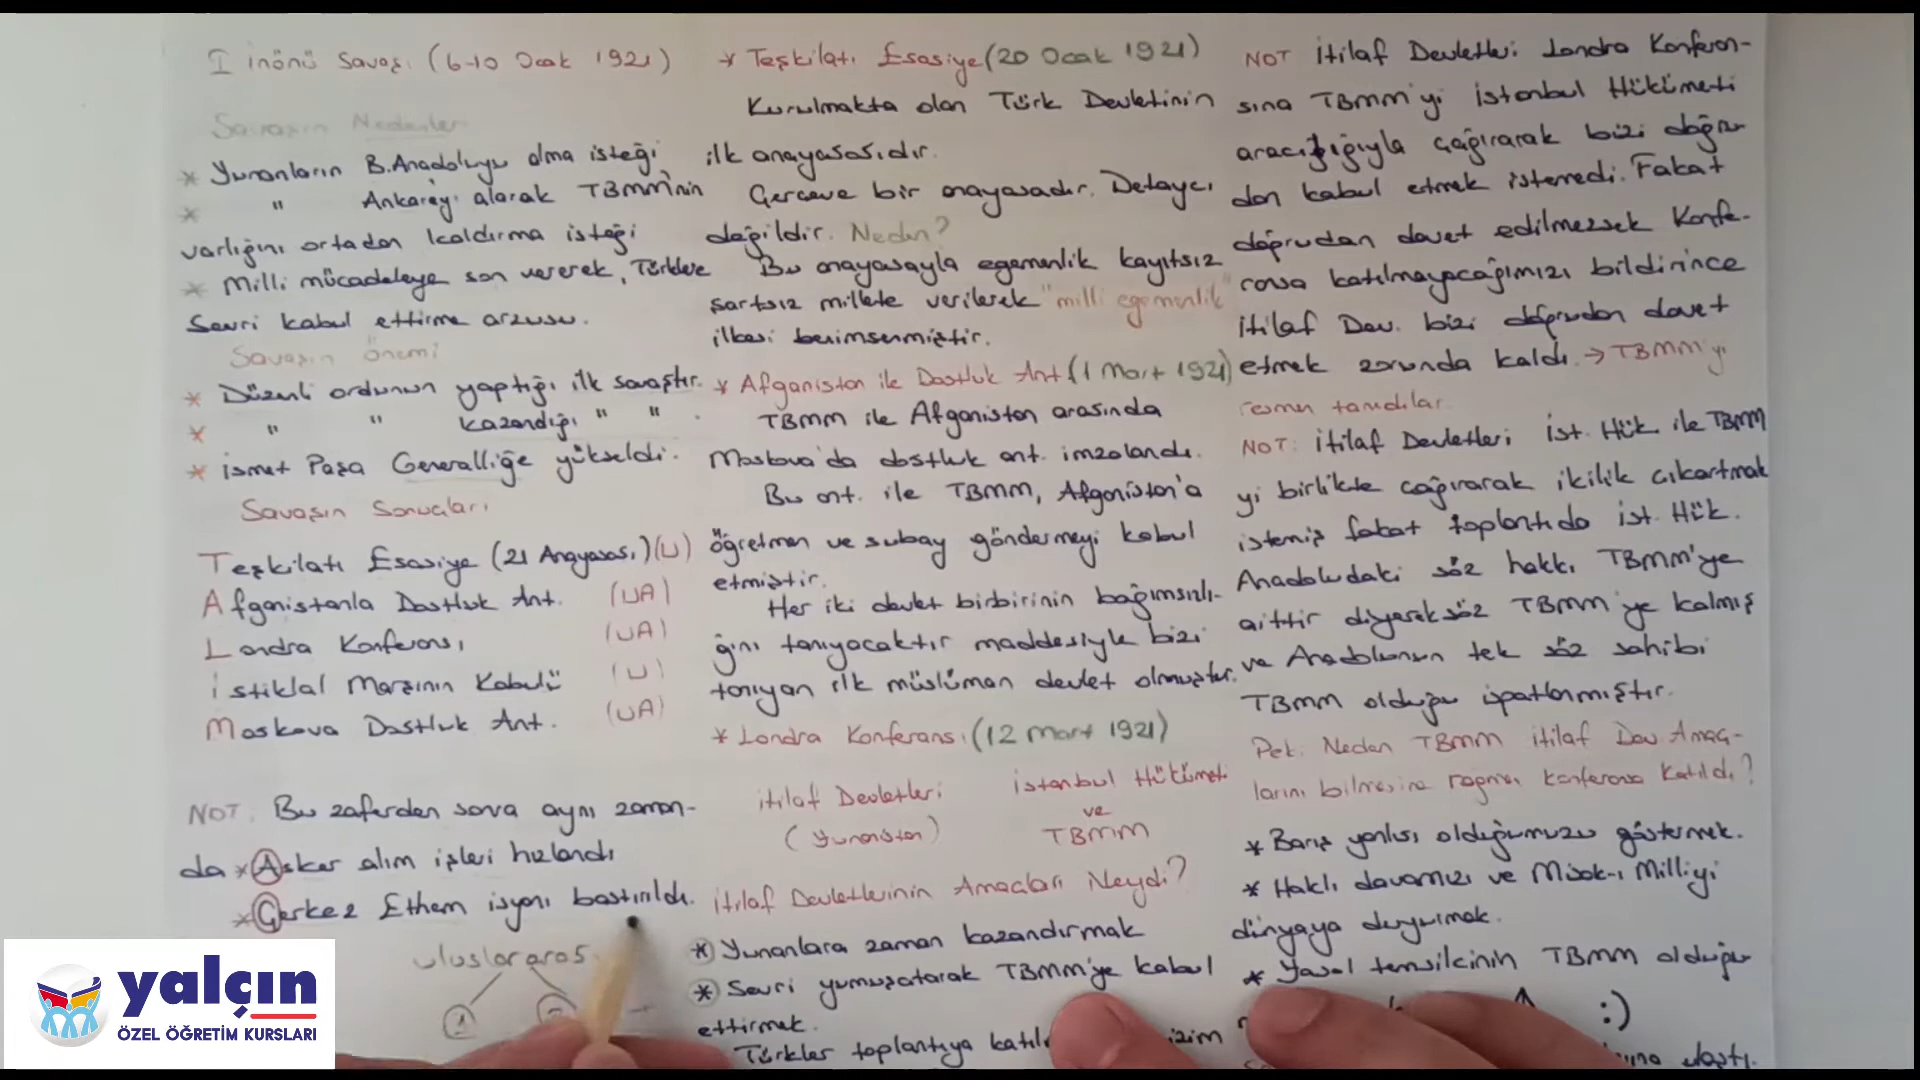 I inönü Savaşı (6-10 Ocak 1921)
Savaşın Nedenleri
* Yunanların B.Anadoluyu alma isteği
* " Ankarayı alarak TBMM'nin
varlığını ortadan kaldırma isteği
* Milli mücadeleye son vererek, Türklere
Sevri kabul ettirme arzusu.
Savaşın önemi
* Düzenli ordunun yaptığı ilk savaştır.
* " " kazandığı " " .
* ismet Paşa Generalliğe yükseldi.
Savaşın Sonuçları
Teşkilatı Esasiye (21 Anayasası) (U)
Afganistanla Dostluk Ant. (UA)
Londra Konferansı (UA)
İstiklal Marşının Kabulü (U)
Moskova Dostluk Ant. (UA)
NOT: Bu zaferden sonra aynı zaman-
da * Asker alım işleri hızlandı
* Çerkez Ethem isyanı bastırıldı.
uluslararası
1
yalçın
ÖZEL ÖĞRETİM KURSLARI
* Teşkilatı Esasiye (20 Ocak 1921)
Kurulmakta olan Türk Devletinin
ilk anayasasıdır.
Çerçeve bir anayasadır. Detaycı
değildir. Neden?
Bu anayasayla egemenlik kayıtsız
şartsız millete verilerek "milli egemenlik"
ilkesi benimsenmiştir.
* Afganistan ile Dostluk Ant. (1 Mart 1921)
TBMM ile Afganistan arasında
Moskova'da dostluk ant. imzalandı.
Bu ant. ile TBMM, Afganistan'a
öğretmen ve subay göndermeyi kabul
etmiştir.
Her iki devlet birbirinin bağımsızlı-
ğını tanıyacaktır maddesiyle bizi
tanıyan ilk müslüman devlet olmuştur.
* Londra Konferansı (12 Mart 1921)
itilaf Devletleri istanbul Hükümeti
(Yunanistan) ve
TBMM
itilaf Devletlerinin Amaçları Neydi?
* Yunanlara zaman kazandırmak
* Sevri yumuşatarak TBMM'ye kabul
ettirmek.
Türkler toplantıya
NOT itilaf Devletleri Londra Konferan-
sına TBMM'yi istanbul Hükümeti
aracılığıyla çağırarak bizi doğru-
dan kabul etmek istemedi. Fakat
doğrudan davet edilmezsek Konfe-
ransa katılmayacağımızı bildirince
itilaf Dev. bizi doğrudan davet
etmek zorunda kaldı. → TBMM'yi
resmen tanıdılar.
NOT: itilaf Devletleri ist. Hük ile TBMM
yi birlikte çağırarak ikilik çıkartmak
istemiş fakat toplantıda ist. Hük.
Anadoludaki söz hakkı TBMM'ye
aittir diyerek söz TBMM'ye kalmış
ve Anadolunun tek söz sahibi
TBMM olduğu ispatlanmıştır.
Peki Neden TBMM itilaf Dev Amaç-
larını bilmesine rağmen konferansa katıldı?
* Barış yanlısı olduğumuzu göstermek.
* Haklı davamızı ve Misak-ı Milliyi
dünyaya duyurmak.
* Yasal temsilcinin TBMM olduğu
:)
ulaştı.